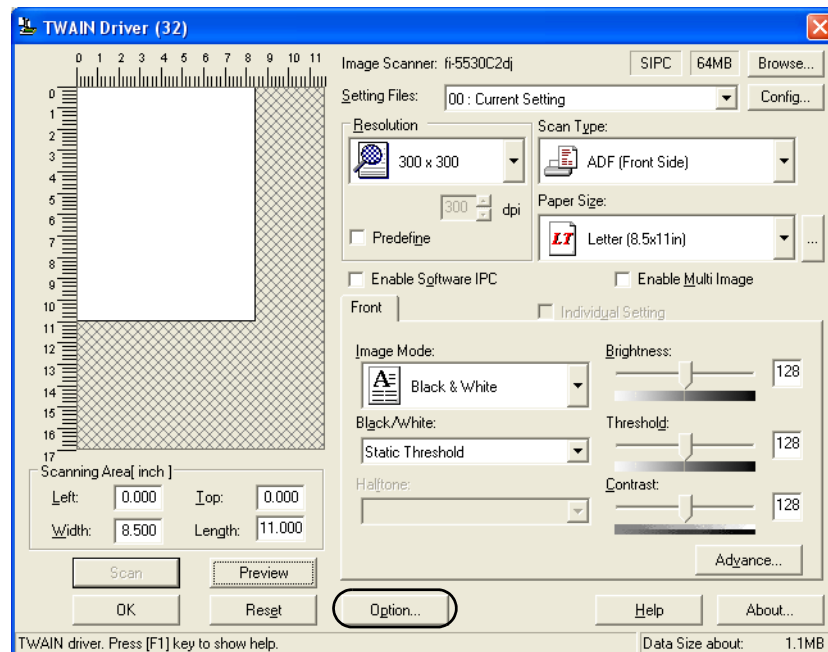 TWAIN Driver (32)
0 1 2 3 4 5 6 7 8 9 10 11
0
1
2
3
4
5
6
7
8
9
10
11
12
13
14
15
16
17
Image Scanner: fi-5530C2dj SIPC 64MB Browse...
Setting Files: 00 : Current Setting Config...
Resolution
300 x 300
300 dpi
Predefine
Scan Type:
ADF (Front Side)
Paper Size:
LT Letter (8.5x11in) ...
Enable Software IPC Enable Multi Image
Front Individual Setting
Image Mode:
Black & White
Black/White:
Static Threshold
Halftone:
Brightness:
128
Threshold:
128
Contrast:
128
Advance...
Scanning Area[ inch ]
Left: 0.000 Top: 0.000
Width: 8.500 Length: 11.000
Scan Preview
OK Reset Option... Help About...
TWAIN driver. Press [F1] key to show help. Data Size about: 1.1MB